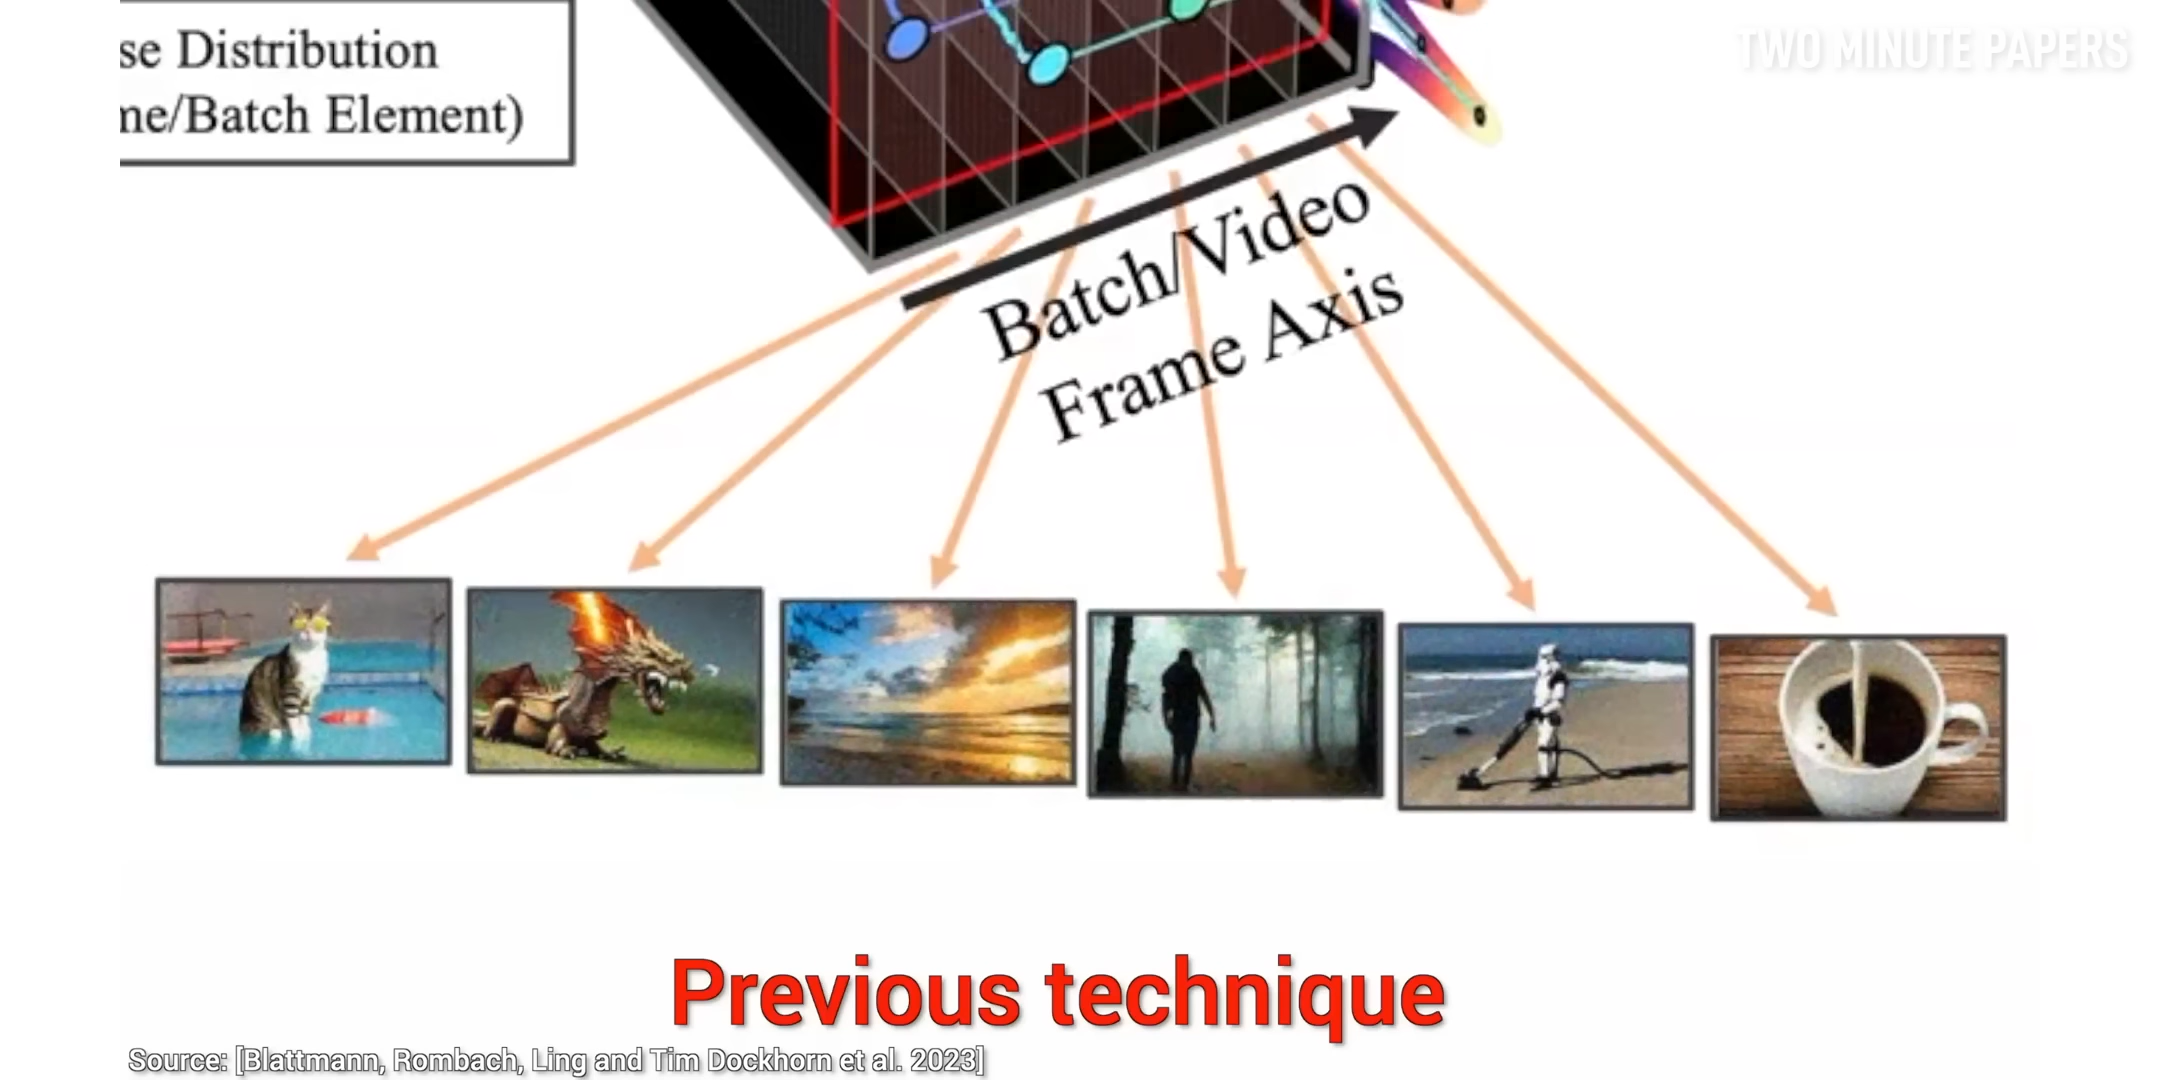 se Distribution
me/Batch Element)
TWO MINUTE PAPERS
Batch/Video
Frame Axis
Previous technique
Source: [Blattmann, Rombach, Ling and Tim Dockhorn et al. 2023]